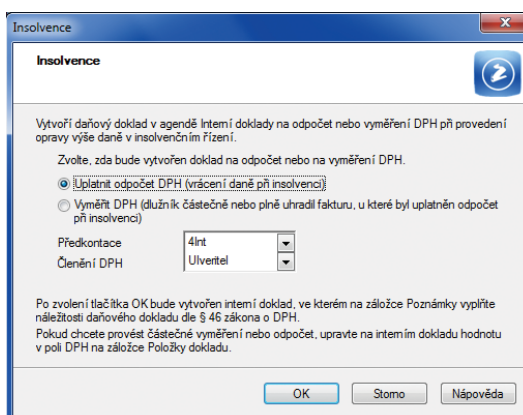 Insolvence
Insolvence
Vytvoří daňový doklad v agendě Interní doklady na odpočet nebo vyměření DPH při provedení
opravy výše daně v insolvenčním řízení.
Zvolte, zda bude vytvořen doklad na odpočet nebo na vyměření DPH.
Uplatnit odpočet DPH (vrácení daně při insolvenci)
Vyměřit DPH (dlužník částečně nebo plně uhradil fakturu, u které byl uplatněn odpočet
při insolvenci)
Předkontace 4Int
Členění DPH UIveritel
Po zvolení tlačítka OK bude vytvořen interní doklad, ve kterém na záložce Poznámky vyplňte
náležitosti daňového dokladu dle § 46 zákona o DPH.
Pokud chcete provést částečné vyměření nebo odpočet, upravte na interním dokladu hodnotu
v poli DPH na záložce Položky dokladu.
OK Storno Nápověda